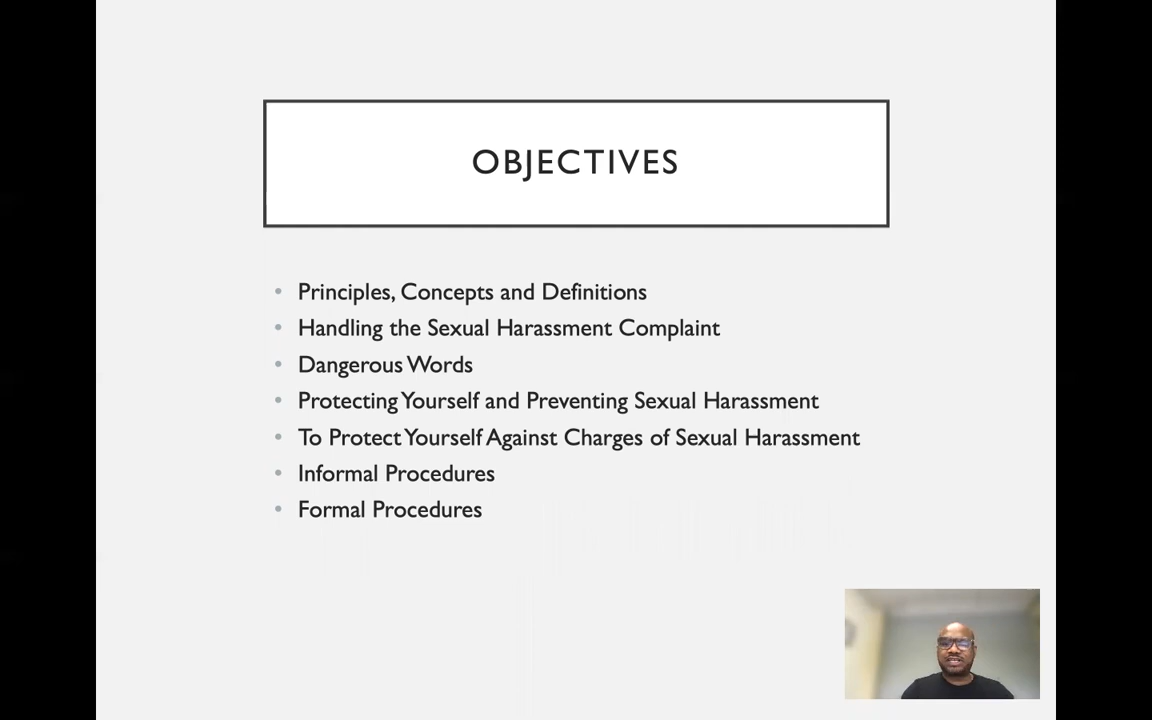 OBJECTIVES
• Principles, Concepts and Definitions
• Handling the Sexual Harassment Complaint
• Dangerous Words
• Protecting Yourself and Preventing Sexual Harassment
• To Protect Yourself Against Charges of Sexual Harassment
• Informal Procedures
• Formal Procedures